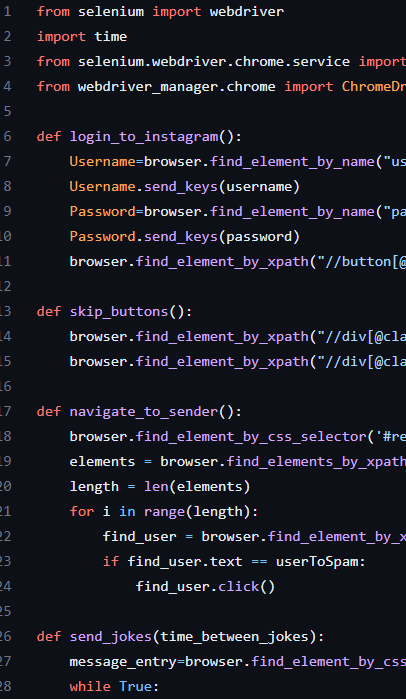 1 from selenium import webdriver
2 import time
3 from selenium.webdriver.chrome.service import
4 from webdriver_manager.chrome import ChromeDr
5
6 def login_to_instagram():
7     Username=browser.find_element_by_name("us
8     Username.send_keys(username)
9     Password=browser.find_element_by_name("pa
10     Password.send_keys(password)
11     browser.find_element_by_xpath("//button[@
12
13 def skip_buttons():
14     browser.find_element_by_xpath("//div[@cla
15     browser.find_element_by_xpath("//div[@cla
16
17 def navigate_to_sender():
18     browser.find_element_by_css_selector('#re
19     elements = browser.find_elements_by_xpath
20     length = len(elements)
21     for i in range(length):
22         find_user = browser.find_element_by_x
23         if find_user.text == userToSpam:
24             find_user.click()
25
26 def send_jokes(time_between_jokes):
27     message_entry=browser.find_element_by_css
28     while True: